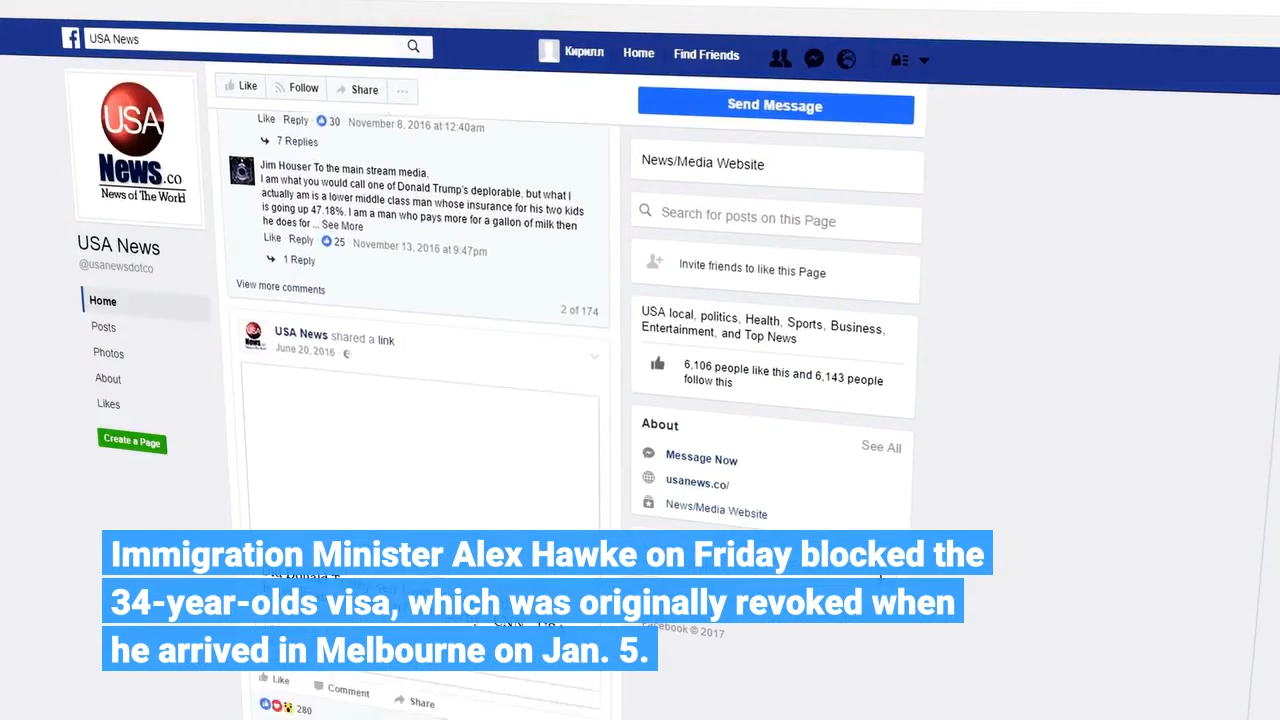 USA News
Кирилл
Home
Find Friends
USA
News.co
News of The World
USA News
@usanewsdotco
Home
Posts
Photos
About
Likes
Create a Page
Like
Follow
Share
...
Like Reply 30 November 8, 2016 at 12:40am
7 Replies
Jim Houser To the main stream media,
I am what you would call one of Donald Trump's deplorable, but what I
actually am is a lower middle class man whose insurance for his two kids
is going up 47.18%. I am a man who pays more for a gallon of milk then
he does for ... See More
Like Reply 25 November 13, 2016 at 9:47pm
1 Reply
View more comments
2 of 174
USA News shared a link
June 20, 2016
Send Message
News/Media Website
Search for posts on this Page
Invite friends to like this Page
USA local, politics, Health, Sports, Business,
Entertainment, and Top News
6,106 people like this and 6,143 people
follow this
About
See All
Message Now
usanews.co/
News/Media Website
Immigration Minister Alex Hawke on Friday blocked the
34-year-olds visa, which was originally revoked when
he arrived in Melbourne on Jan. 5.
Facebook © 2017
Like
Comment
Share
280